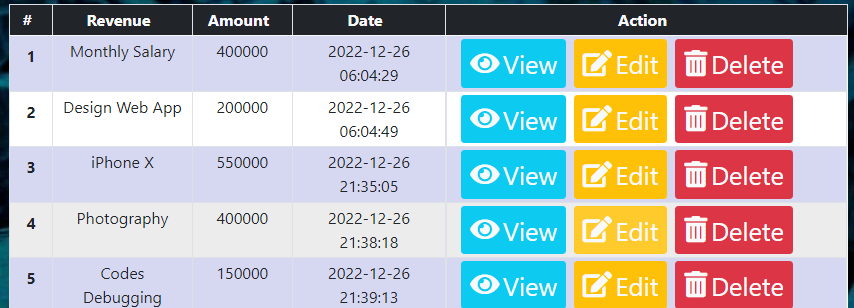 # Revenue Amount Date Action
1 Monthly Salary 400000 2022-12-26 View Edit Delete
06:04:29
2 Design Web App 200000 2022-12-26 View Edit Delete
06:04:49
3 iPhone X 550000 2022-12-26 View Edit Delete
21:35:05
4 Photography 400000 2022-12-26 View Edit Delete
21:38:18
5 Codes 150000 2022-12-26 View Edit Delete
Debugging 21:39:13